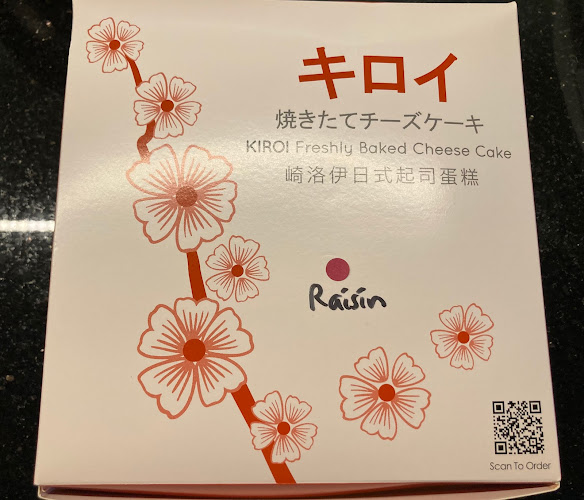 キロイ
焼きたてチーズケーキ
KIROI Freshly Baked Cheese Cake
崎洛伊日式起司蛋糕
Raisin
Scan To Order